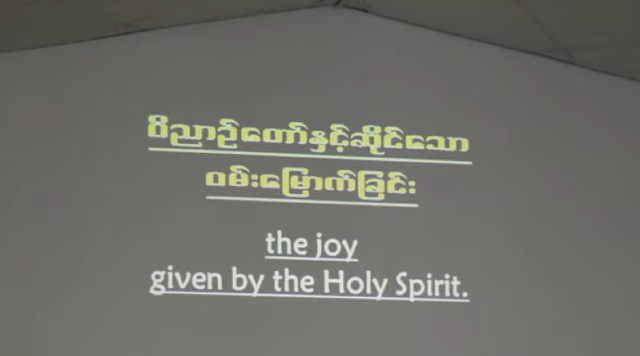 ဝိညာဉ်တော်နှင့်ဆိုင်သော
ဝမ်းမြောက်ခြင်း
the joy
given by the Holy Spirit.